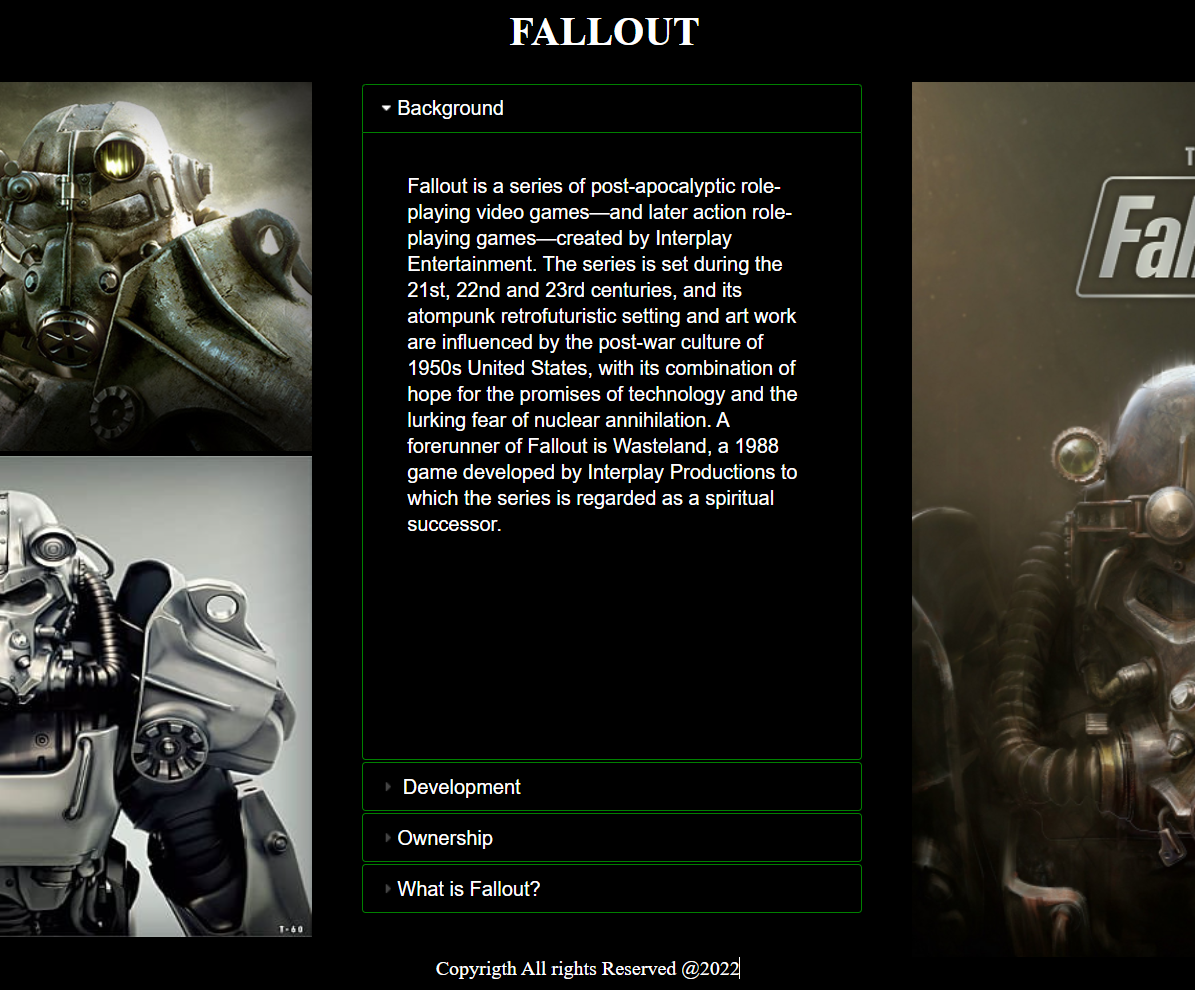 FALLOUT
Background
Fallout is a series of post-apocalyptic role-
playing video games—and later action role-
playing games—created by Interplay
Entertainment. The series is set during the
21st, 22nd and 23rd centuries, and its
atompunk retrofuturistic setting and art work
are influenced by the post-war culture of
1950s United States, with its combination of
hope for the promises of technology and the
lurking fear of nuclear annihilation. A
forerunner of Fallout is Wasteland, a 1988
game developed by Interplay Productions to
which the series is regarded as a spiritual
successor.
Development
Ownership
What is Fallout?
T-60
T
Fal
Copyrigth All rights Reserved @2022